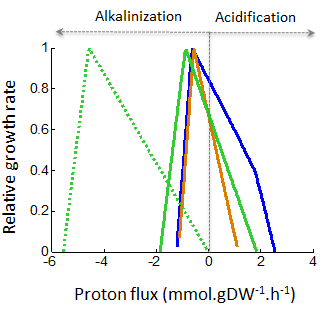 Alkalinization Acidification
1
0.8
0.6
0.4
0.2
0
-6 -4 -2 0 2 4
Relative growth rate
Proton flux (mmol.gDW⁻¹.h⁻¹)